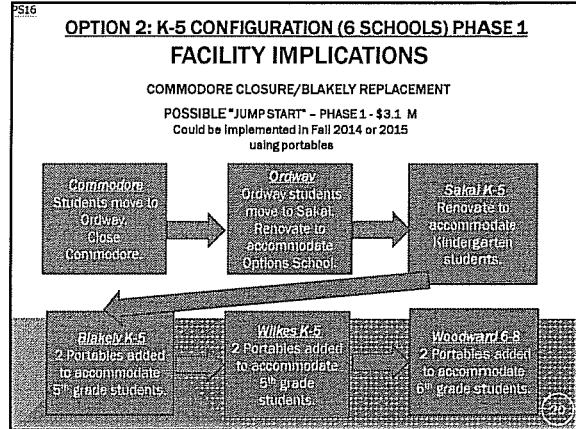 PS16
OPTION 2: K-5 CONFIGURATION (6 SCHOOLS) PHASE 1
FACILITY IMPLICATIONS
COMMODORE CLOSURE/BLAKELY REPLACEMENT
POSSIBLE "JUMP START" - PHASE 1 - $3.1 M
Could be implemented in Fall 2014 or 2015
using portables
Commodore
Students move to
Ordway.
Close
Commodore.
Ordway
Ordway students
move to Sakai.
Renovate to
accommodate
Options School.
Sakai K-5
Renovate to
accommodate
Kindergarten
students.
Blakely K-5
2 Portables added
to accommodate
5th grade students.
Wilkes K-5
2 Portables added
to accommodate
5th grade
students.
Woodward 6-8
2 Portables added
to accommodate
6th grade students.
20